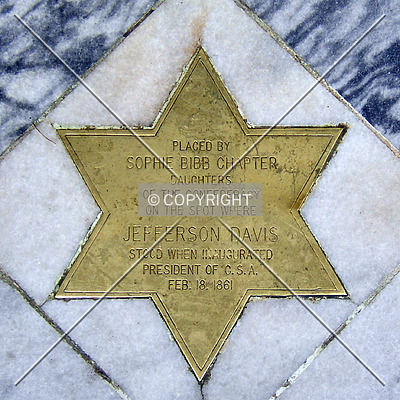 PLACED BY
SOPHIE BIBB CHAPTER
DAUGHTERS
OF THE CONFEDERACY
©COPYRIGHT
ON THE SPOT WHERE
JEFFERSON DAVIS
STOOD WHEN INAUGURATED
PRESIDENT OF C.S.A.
FEB. 18. 1861